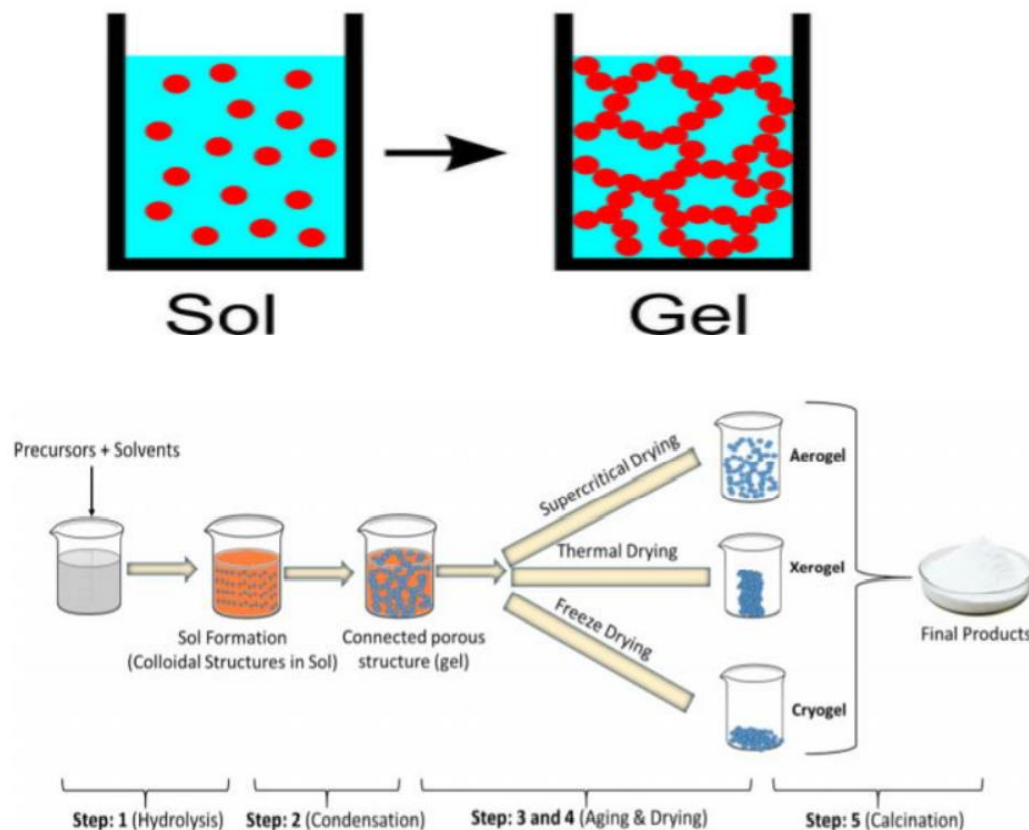 Sol
Gel
Precursors + Solvents
Sol Formation
(Colloidal Structures in Sol)
Connected porous
structure (gel)
Supercritical Drying
Thermal Drying
Freeze Drying
Aerogel
Xerogel
Cryogel
Final Products
Step: 1 (Hydrolysis)
Step: 2 (Condensation)
Step: 3 and 4 (Aging & Drying)
Step: 5 (Calcination)